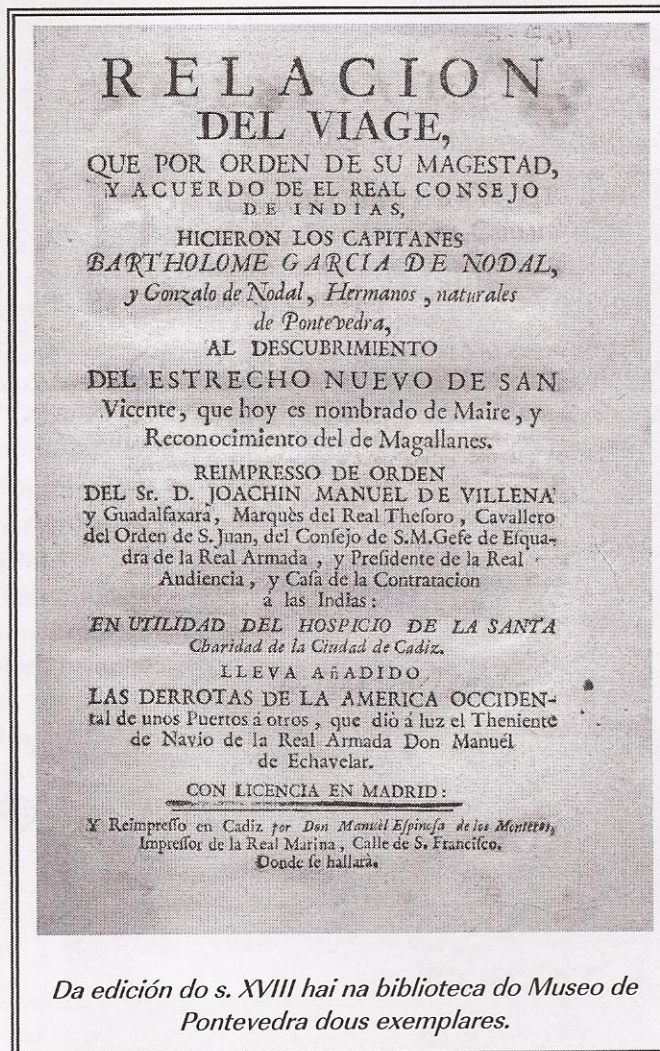 RELACION
DEL VIAGE,
QUE POR ORDEN DE SU MAGESTAD,
Y ACUERDO DE EL REAL CONSEJO
DE INDIAS,
HICIERON LOS CAPITANES
BARTHOLOME GARCIA DE NODAL,
y Gonzalo de Nodal, Hermanos, naturales
de Pontevedra,
AL DESCUBRIMIENTO
DEL ESTRECHO NUEVO DE SAN
Vicente, que hoy es nombrado de Maire, y
Reconocimiento del de Magallanes.
REIMPRESSO DE ORDEN
DEL Sr. D. JOACHIN MANUEL DE VILLENA
y Guadalfaxara, Marquès del Real Theſoro, Cavallero
del Orden de S. Juan, del Conſejo de S.M. Gefe de Eſqua-
dra de la Real Armada, y Preſidente de la Real
Audiencia, y Caſa de la Contratacion
à las Indias:
EN UTILIDAD DEL HOSPICIO DE LA SANTA
Charidad de la Ciudad de Cadiz.
LLEVA AñADIDO
LAS DERROTAS DE LA AMERICA OCCIDEN-
tal de unos Puertos á otros, que diò á luz el Theniente
de Navio de la Real Armada Don Manuél
de Echavelar.
CON LICENCIA EN MADRID:
Y Reimpreſſo en Cadiz por Don Manuèl Eſpinoſa de los Monteros,
Impreſſor de la Real Marina, Calle de S. Franciſco.
Donde ſe hallarà.
Da edición do s. XVIII hai na biblioteca do Museo de
Pontevedra dous exemplares.